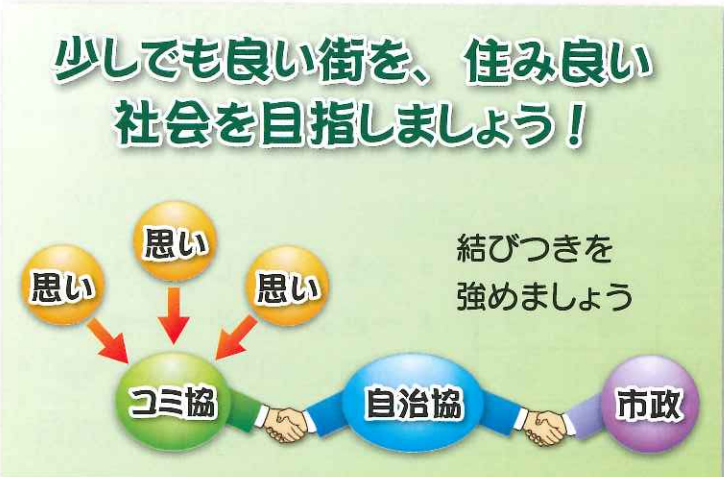 少しでも良い街を、住み良い
社会を目指しましょう！
思い
思い
思い
結びつきを
強めましょう
コミ協
自治協
市政